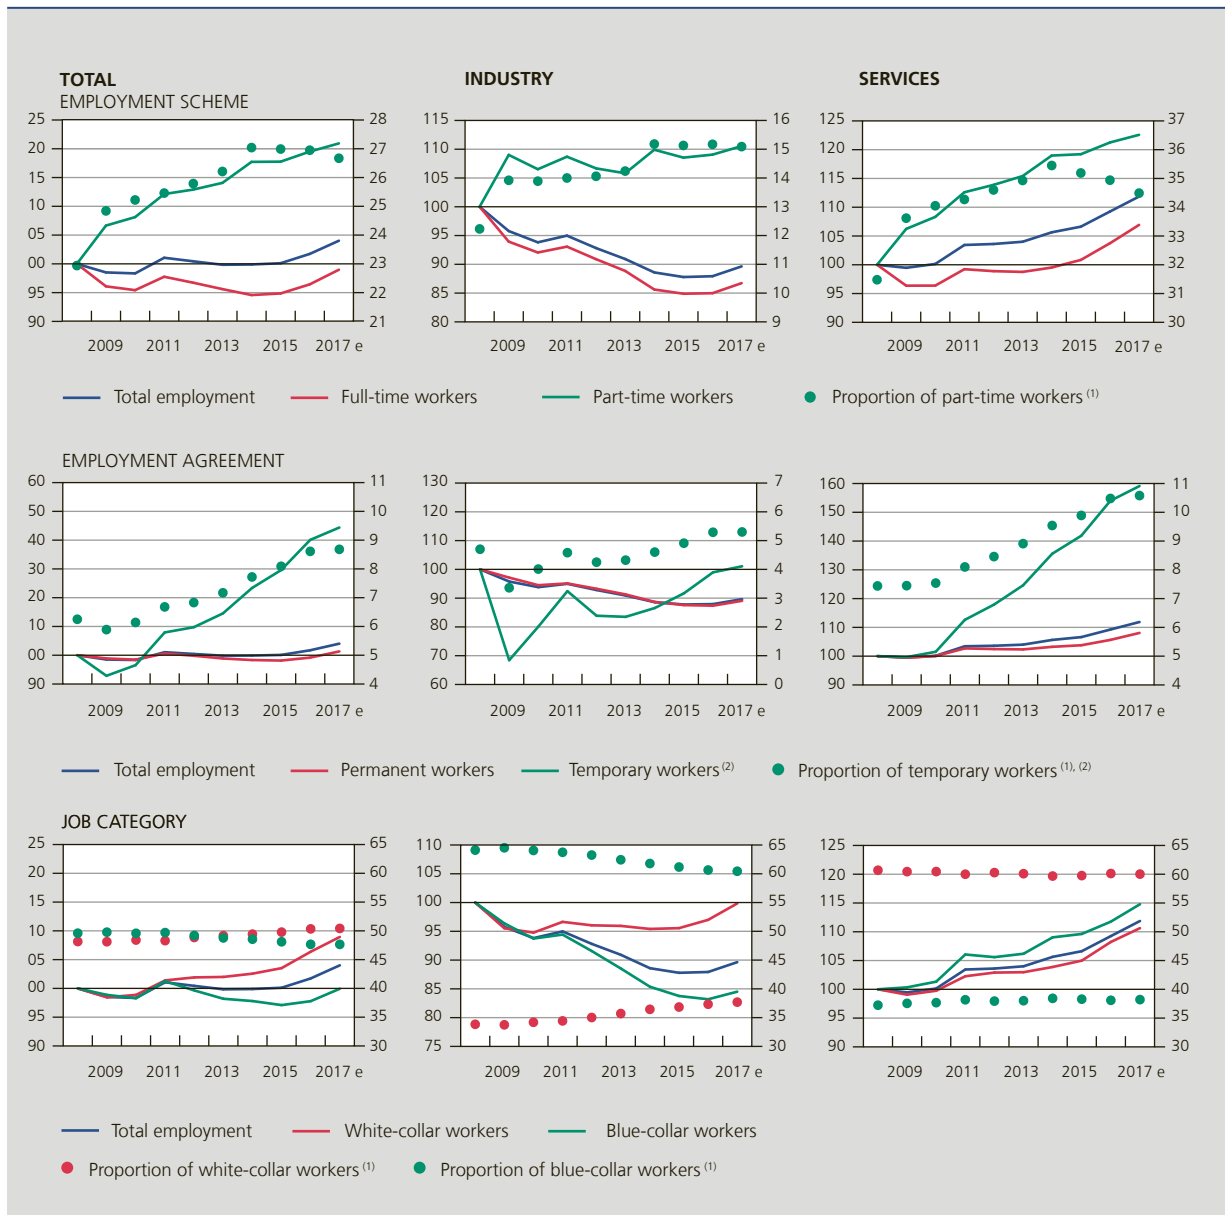 TOTAL
EMPLOYMENT SCHEME
INDUSTRY
SERVICES
25 20 15 10 05 00 95 90
28 27 26 25 24 23 22 21
2009 2011 2013 2015 2017 e
115 110 105 100 95 90 85 80
16 15 14 13 12 11 10 9
2009 2011 2013 2015 2017 e
125 120 115 110 105 100 95 90
37 36 35 34 33 32 31 30
2009 2011 2013 2015 2017 e
Total employment Full-time workers Part-time workers Proportion of part-time workers (1)
EMPLOYMENT AGREEMENT
60 50 40 30 20 10 00 90
11 10 9 8 7 6 5 4
2009 2011 2013 2015 2017 e
130 120 110 100 90 80 70 60
7 6 5 4 3 2 1 0
2009 2011 2013 2015 2017 e
160 150 140 130 120 110 100 90
11 10 9 8 7 6 5 4
2009 2011 2013 2015 2017 e
Total employment Permanent workers Temporary workers (2) Proportion of temporary workers (1), (2)
JOB CATEGORY
25 20 15 10 05 00 95 90
65 60 55 50 45 40 35 30
2009 2011 2013 2015 2017 e
110 105 100 95 90 85 80 75
65 60 55 50 45 40 35 30
2009 2011 2013 2015 2017 e
125 120 115 110 105 100 95 90
65 60 55 50 45 40 35 30
2009 2011 2013 2015 2017 e
Total employment White-collar workers Blue-collar workers
Proportion of white-collar workers (1) Proportion of blue-collar workers (1)